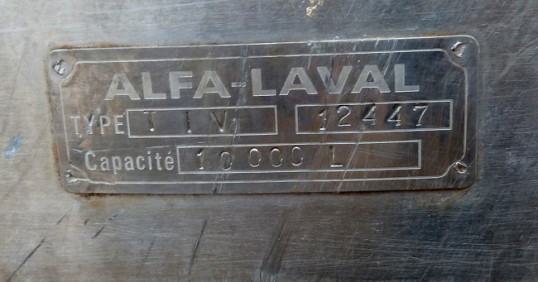 ALFA-LAVAL
TYPE T I V 12447
Capacité 10 000 L